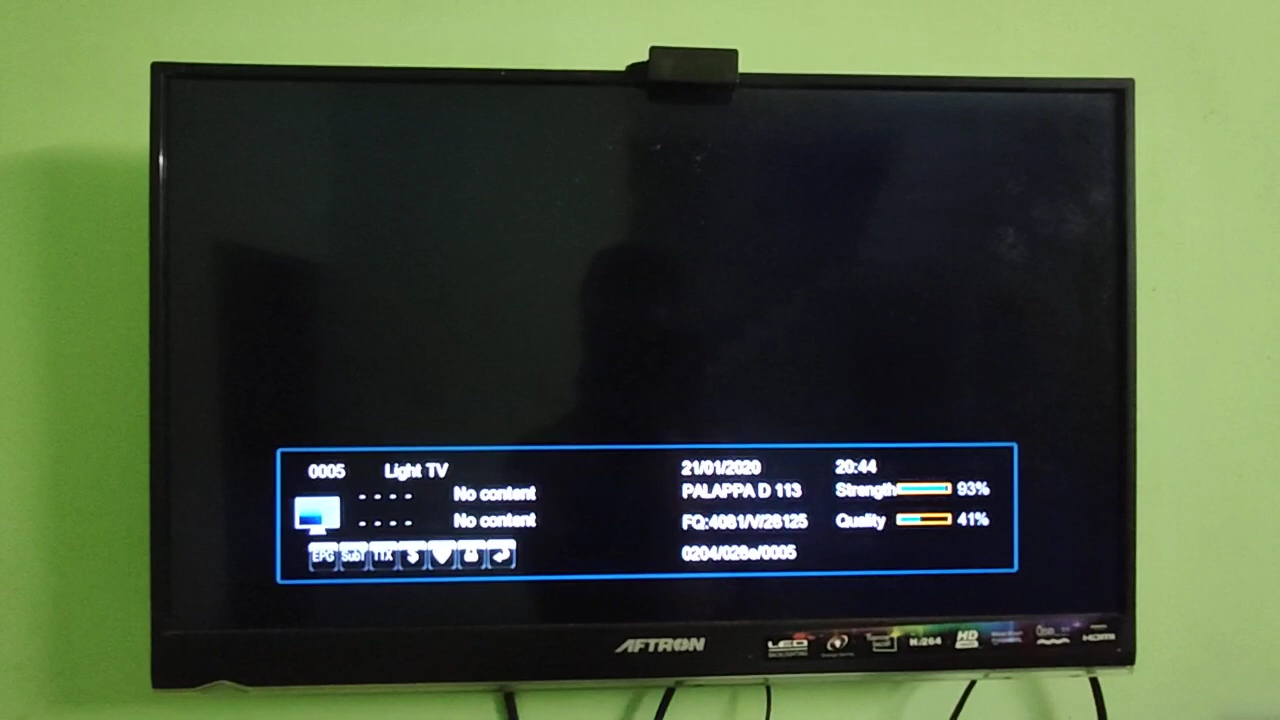 0005 Light TV 21/01/2020 20:44
- - - - No content PALAPPA D 113 Strength 93%
- - - - No content FQ:4081/V/28125 Quality 41%
EPG SubT TTX $ 0204/028e/0005
AFTRON
LED H.264 HD HDMI